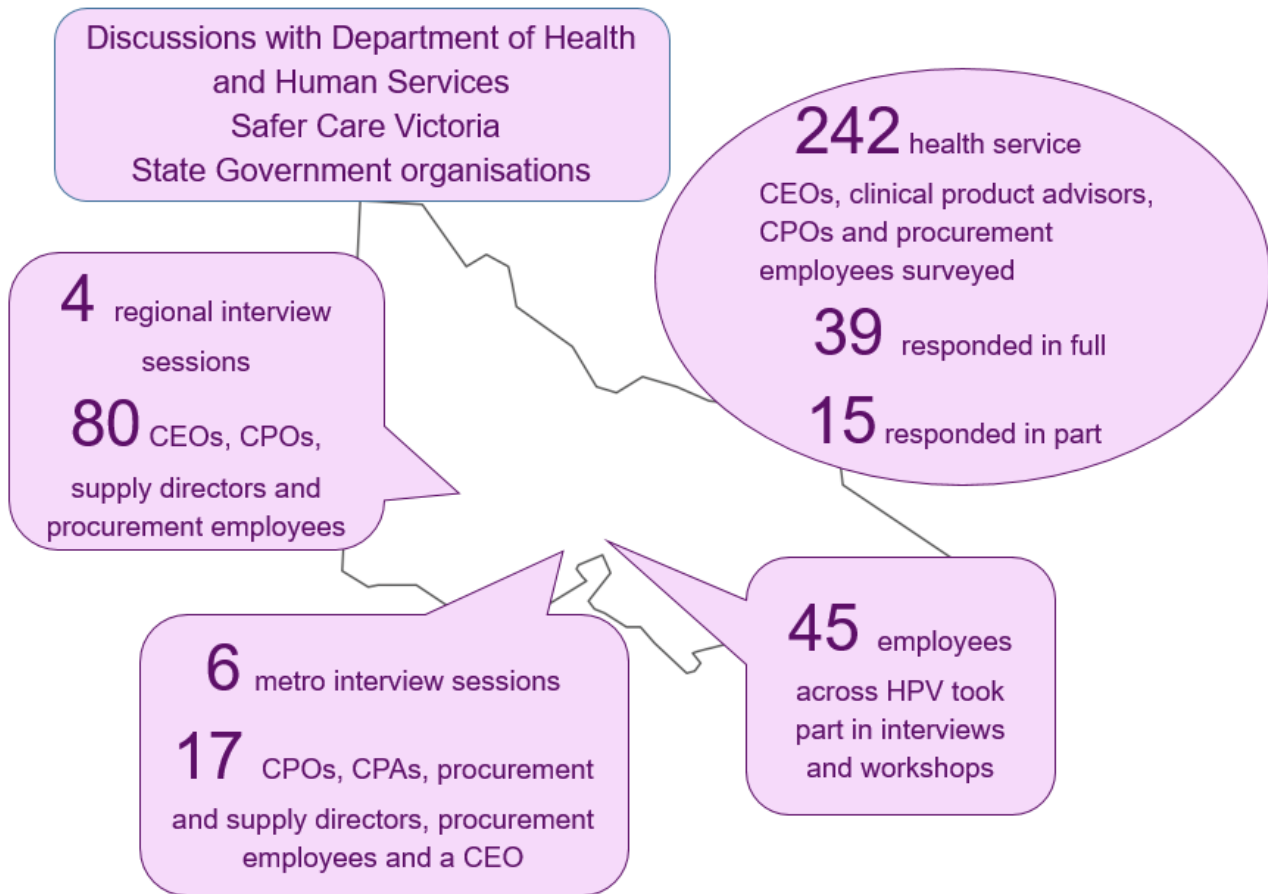 Discussions with Department of Health
and Human Services
Safer Care Victoria
State Government organisations
242 health service
CEOs, clinical product advisors,
CPOs and procurement
employees surveyed
39 responded in full
15 responded in part
4 regional interview
sessions
80 CEOs, CPOs,
supply directors and
procurement employees
6 metro interview sessions
17 CPOs, CPAs, procurement
and supply directors, procurement
employees and a CEO
45 employees
across HPV took
part in interviews
and workshops